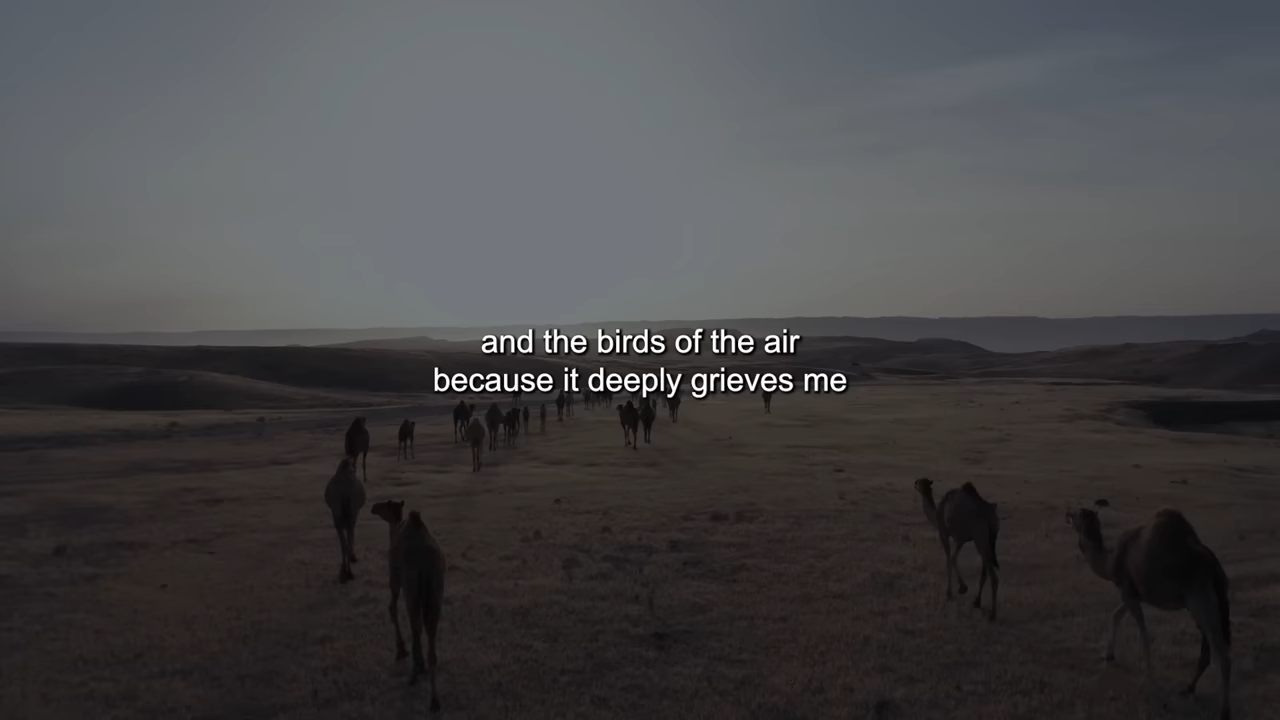 and the birds of the air
because it deeply grieves me